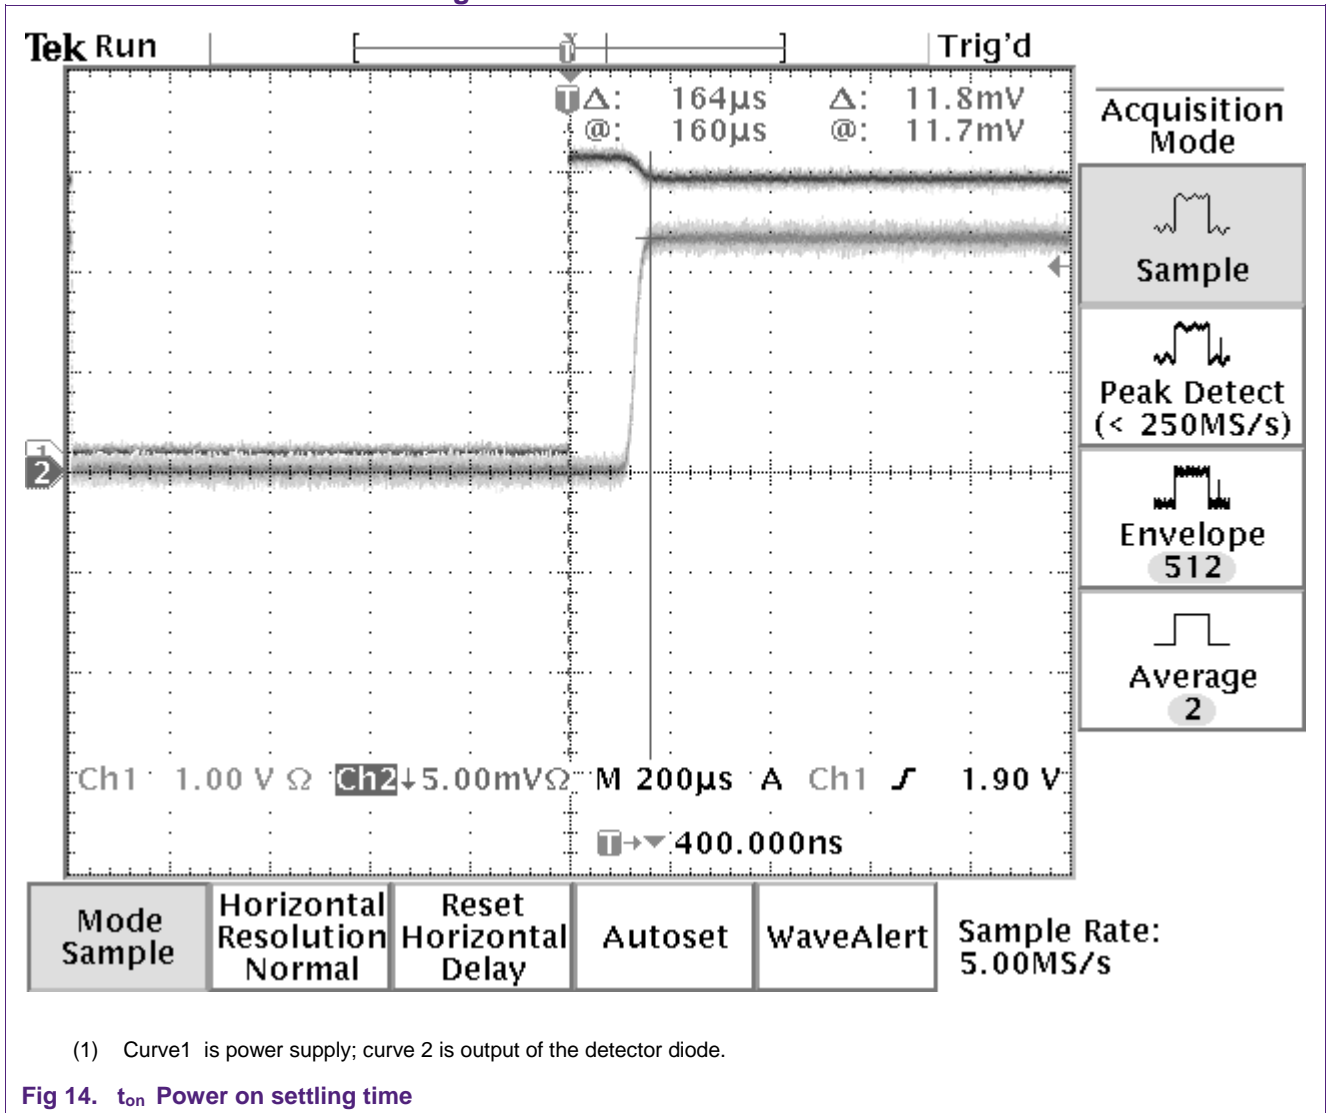 Tek Run Trig'd
Δ: 164µs Δ: 11.8mV
@: 160µs @: 11.7mV
Acquisition
Mode
Sample
Peak Detect
(< 250MS/s)
Envelope
512
Average
2
1
2
Ch1 1.00 V Ω Ch2↓5.00mVΩ M 200µs A Ch1 1.90 V
T→▼ 400.000ns
Mode
Sample
Horizontal
Resolution
Normal
Reset
Horizontal
Delay
Autoset
WaveAlert
Sample Rate:
5.00MS/s
(1) Curve1 is power supply; curve 2 is output of the detector diode.
Fig 14. ton Power on settling time